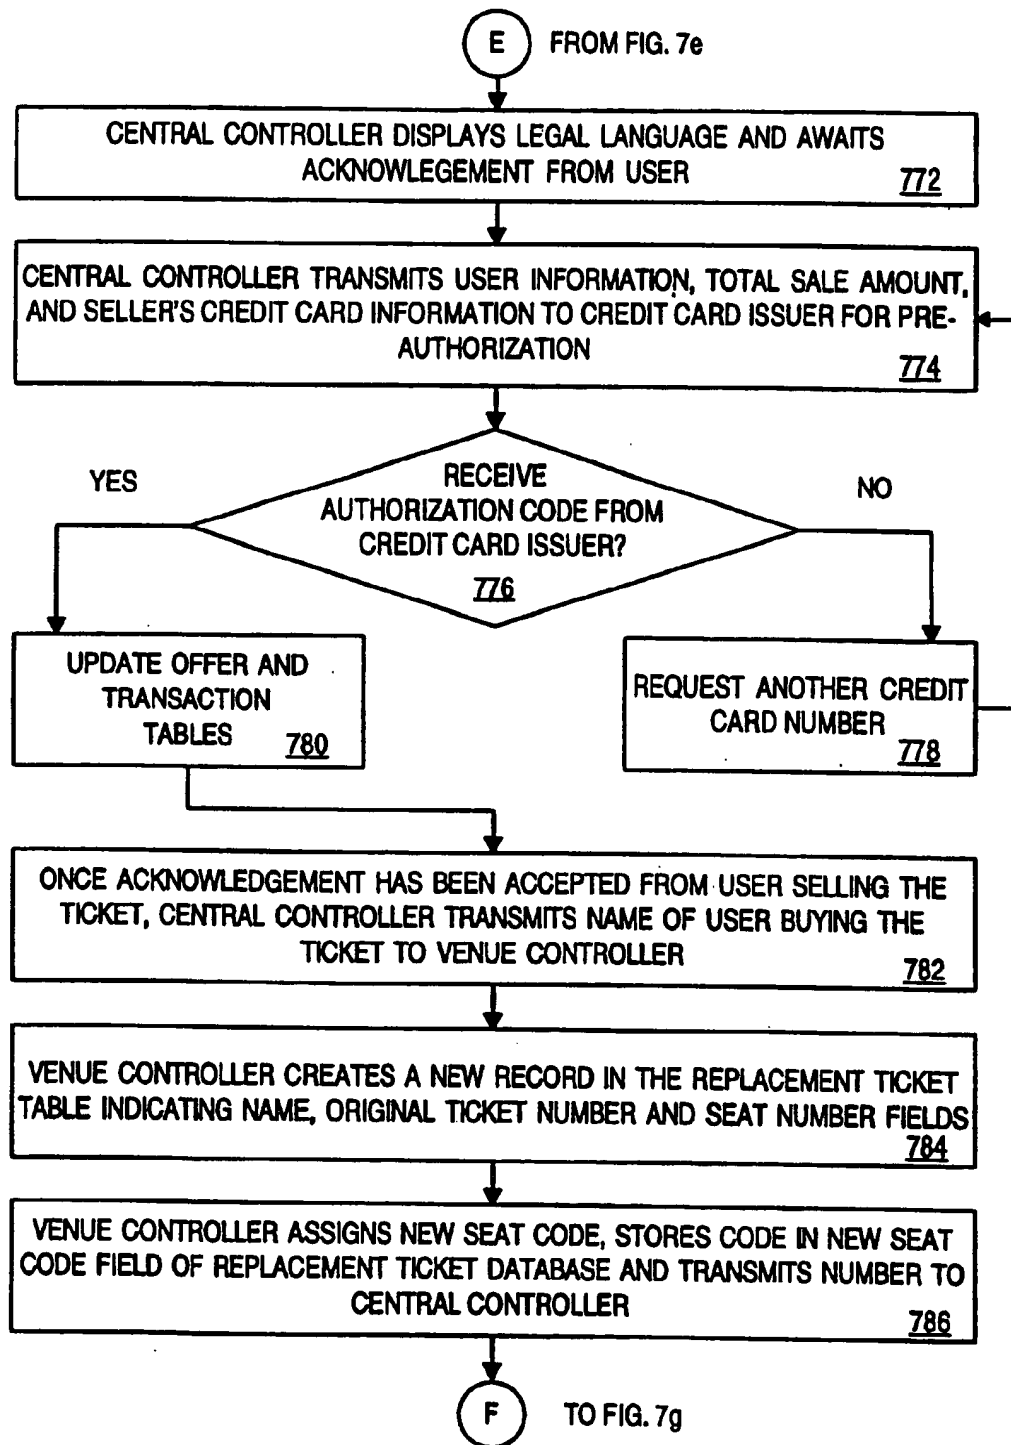 E FROM FIG. 7e
CENTRAL CONTROLLER DISPLAYS LEGAL LANGUAGE AND AWAITS
ACKNOWLEGEMENT FROM USER
772
CENTRAL CONTROLLER TRANSMITS USER INFORMATION, TOTAL SALE AMOUNT,
AND SELLER'S CREDIT CARD INFORMATION TO CREDIT CARD ISSUER FOR PRE-
AUTHORIZATION
774
RECEIVE
AUTHORIZATION CODE FROM
CREDIT CARD ISSUER?
776
YES
NO
UPDATE OFFER AND
TRANSACTION
TABLES
780
REQUEST ANOTHER CREDIT
CARD NUMBER
778
ONCE ACKNOWLEDGEMENT HAS BEEN ACCEPTED FROM USER SELLING THE
TICKET, CENTRAL CONTROLLER TRANSMITS NAME OF USER BUYING THE
TICKET TO VENUE CONTROLLER
782
VENUE CONTROLLER CREATES A NEW RECORD IN THE REPLACEMENT TICKET
TABLE INDICATING NAME, ORIGINAL TICKET NUMBER AND SEAT NUMBER FIELDS
784
VENUE CONTROLLER ASSIGNS NEW SEAT CODE, STORES CODE IN NEW SEAT
CODE FIELD OF REPLACEMENT TICKET DATABASE AND TRANSMITS NUMBER TO
CENTRAL CONTROLLER
786
F TO FIG. 7g